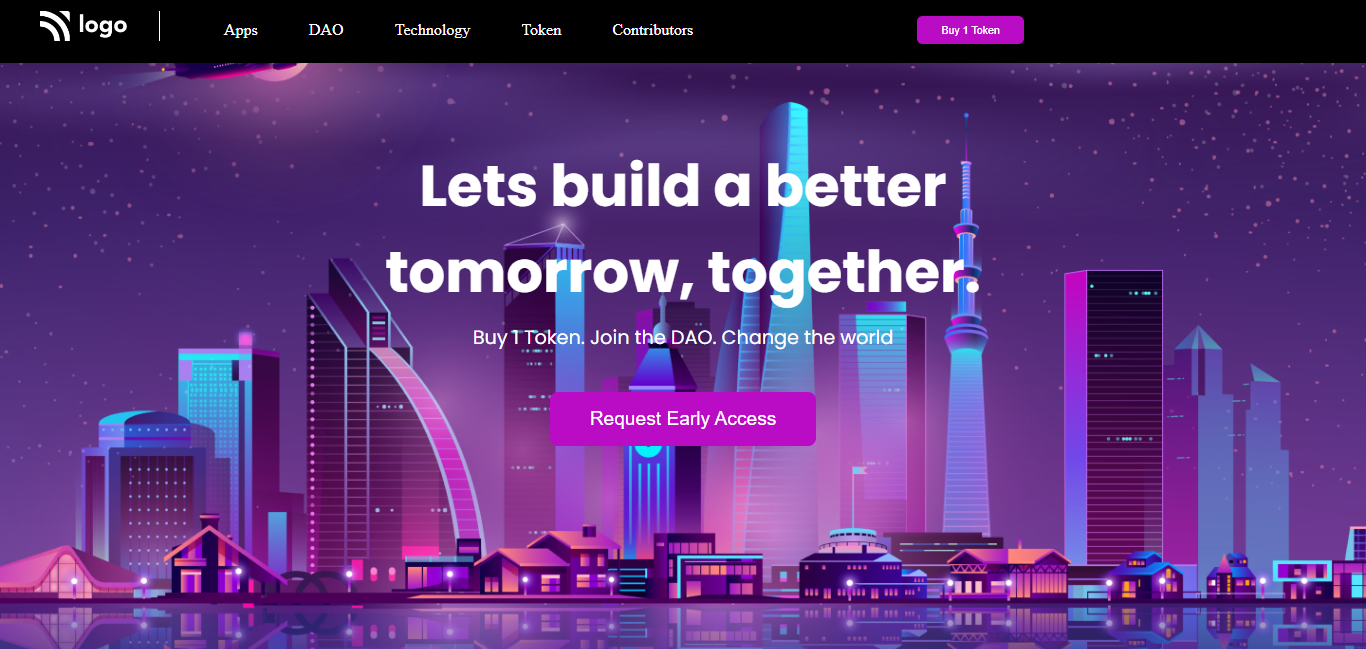 logo
Apps
DAO
Technology
Token
Contributors
Buy 1 Token
Lets build a better
tomorrow, together.
Buy 1 Token. Join the DAO. Change the world
Request Early Access